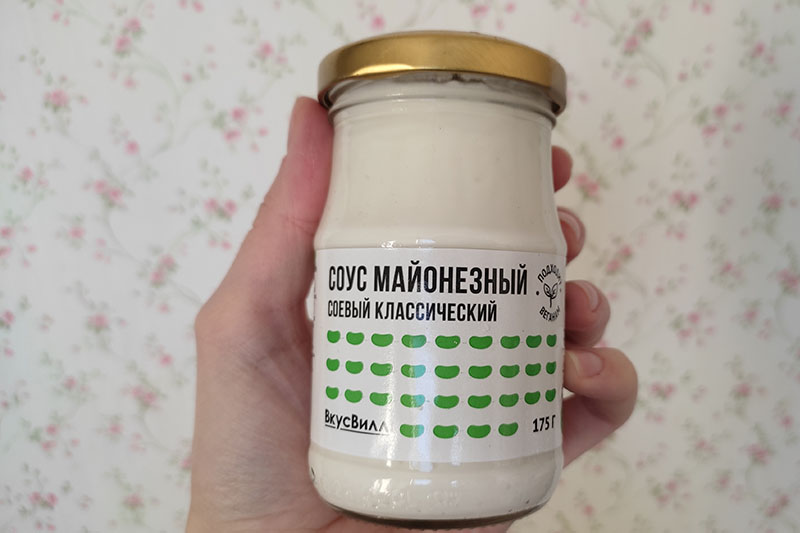 СОУС МАЙОНЕЗНЫЙ
СОЕВЫЙ КЛАССИЧЕСКИЙ
ВкусВилл
175 г